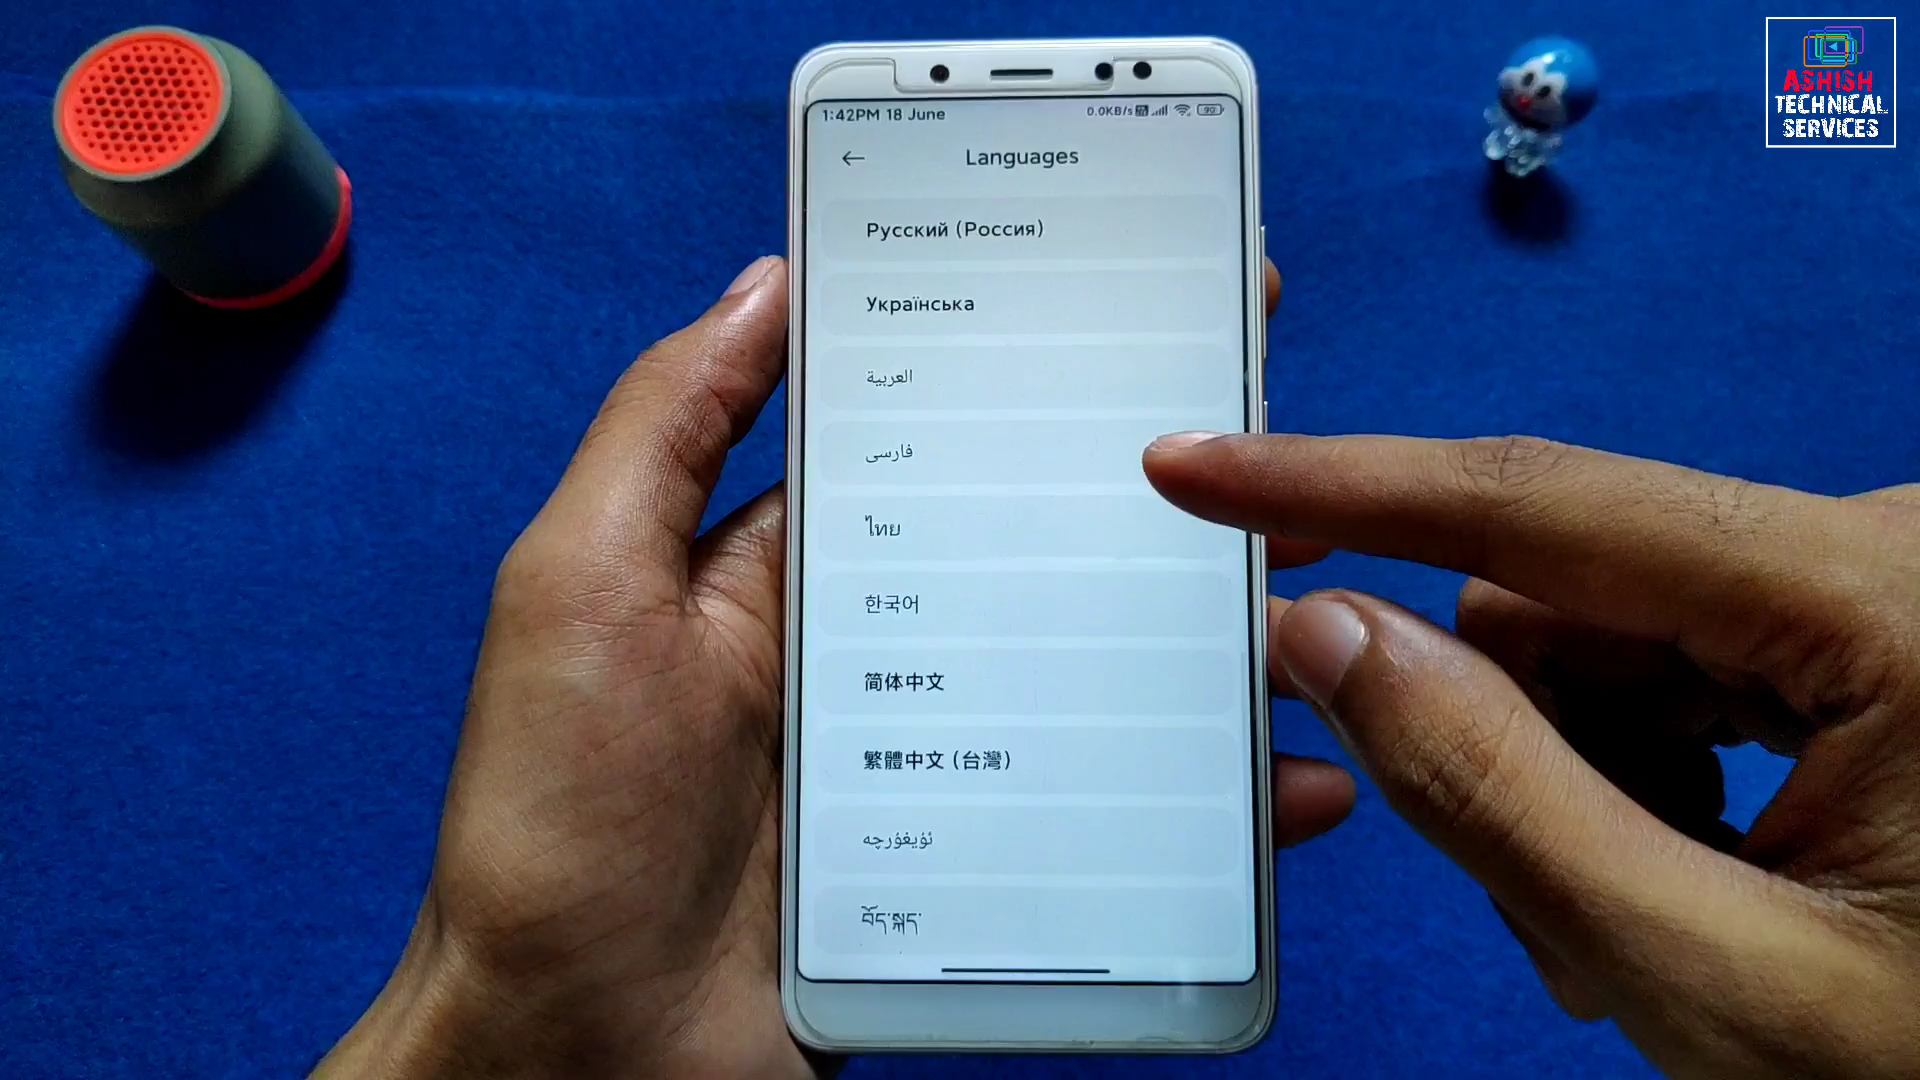 1:42PM 18 June
0.0KB/s
90
Languages
Русский (Россия)
Українська
العربية
فارسی
ไทย
한국어
简体中文
繁體中文 (台灣)
ئۇيغۇرچە
བོད་སྐད་
ASHISH
TECHNICAL
SERVICES